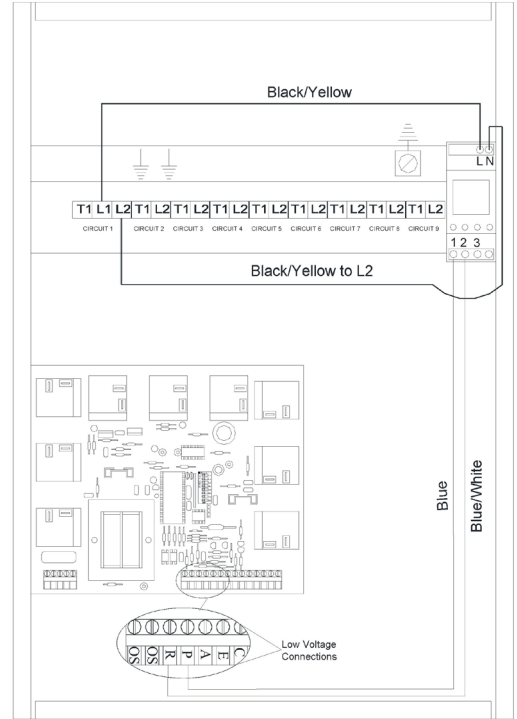 Black/Yellow
L N
T1 L1 L2 T1 L2 T1 L2 T1 L2 T1 L2 T1 L2 T1 L2 T1 L2 T1 L2
CIRCUIT 1 CIRCUIT 2 CIRCUIT 3 CIRCUIT 4 CIRCUIT 5 CIRCUIT 6 CIRCUIT 7 CIRCUIT 8 CIRCUIT 9
1 2 3
Black/Yellow to L2
Blue
Blue/White
OS OS R P A E C
Low Voltage
Connections